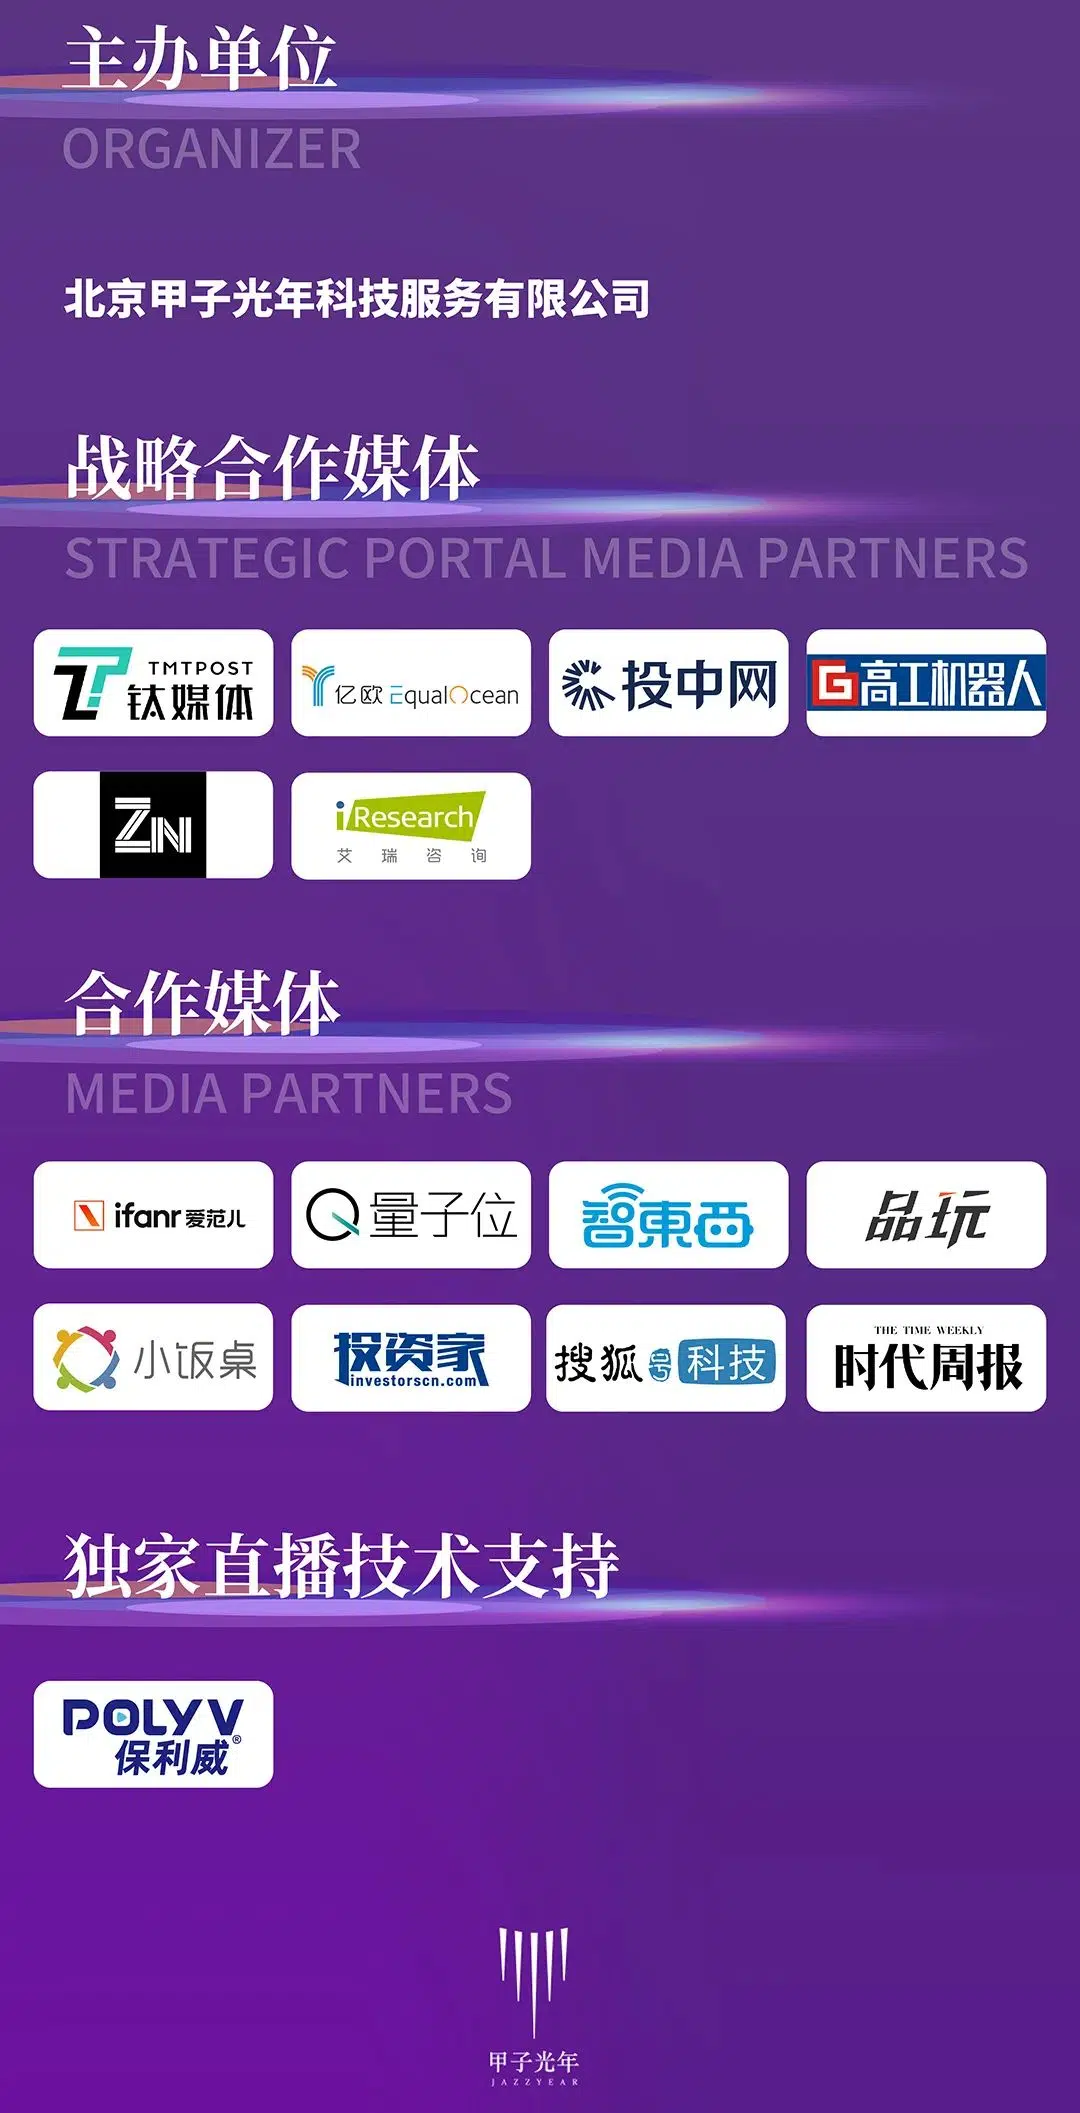 主办单位
ORGANIZER
北京甲子光年科技服务有限公司
战略合作媒体
STRATEGIC PORTAL MEDIA PARTNERS
TMTPOST
钛媒体
亿欧 EqualOcean
投中网
G 高工机器人
ZN
iResearch
艾瑞咨询
合作媒体
MEDIA PARTNERS
ifanr 爱范儿
量子位
智東西
品玩
小饭桌
投资家
investorscn.com
搜狐号 科技
THE TIME WEEKLY
时代周报
独家直播技术支持
POLYV
保利威®
甲子光年
JAZZYEAR